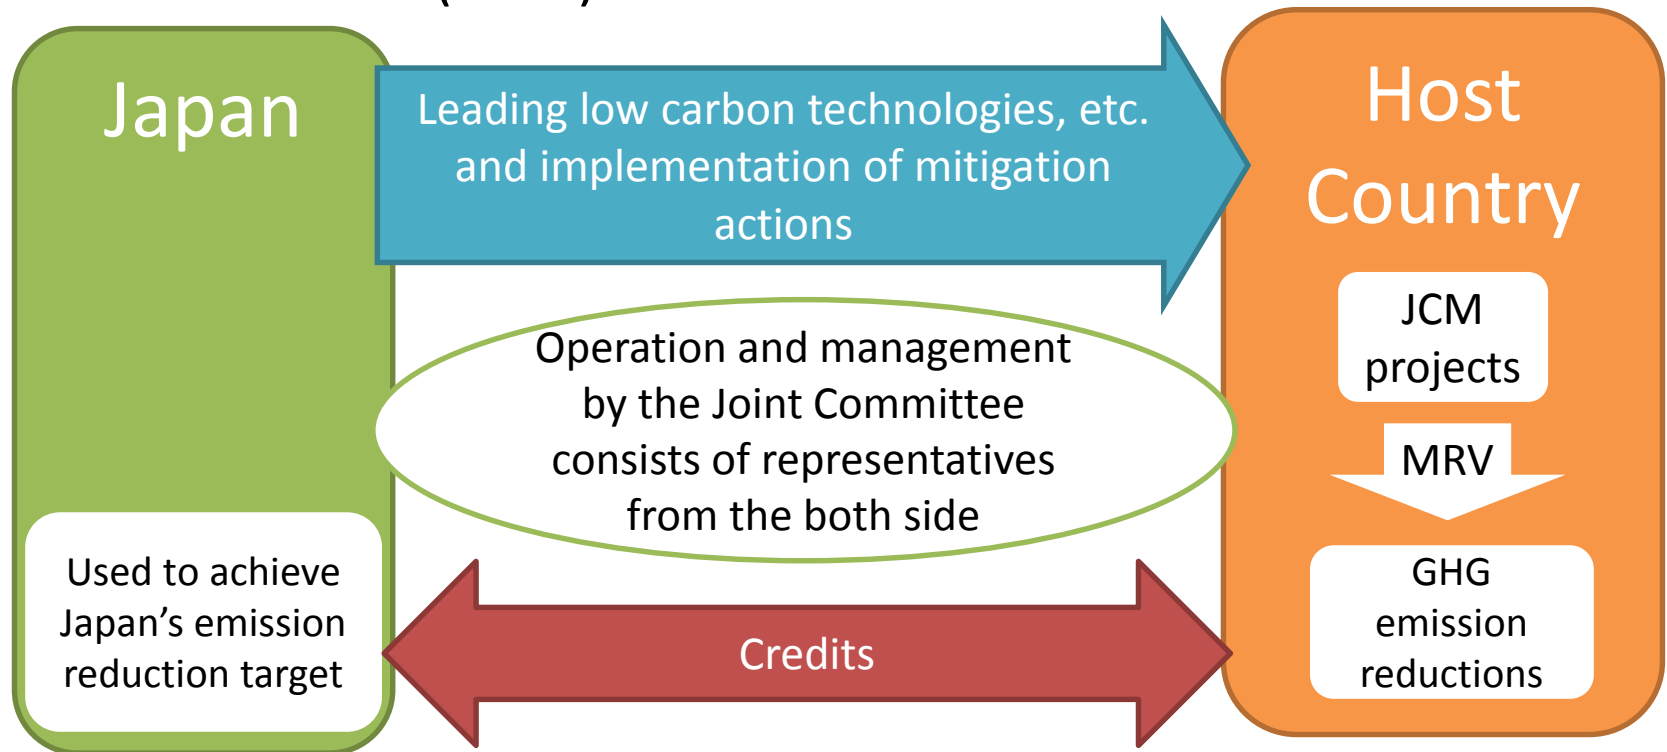 Japan
Leading low carbon technologies, etc.
and implementation of mitigation
actions
Host
Country
JCM
projects
MRV
GHG
emission
reductions
Operation and management
by the Joint Committee
consists of representatives
from the both side
Used to achieve
Japan’s emission
reduction target
Credits